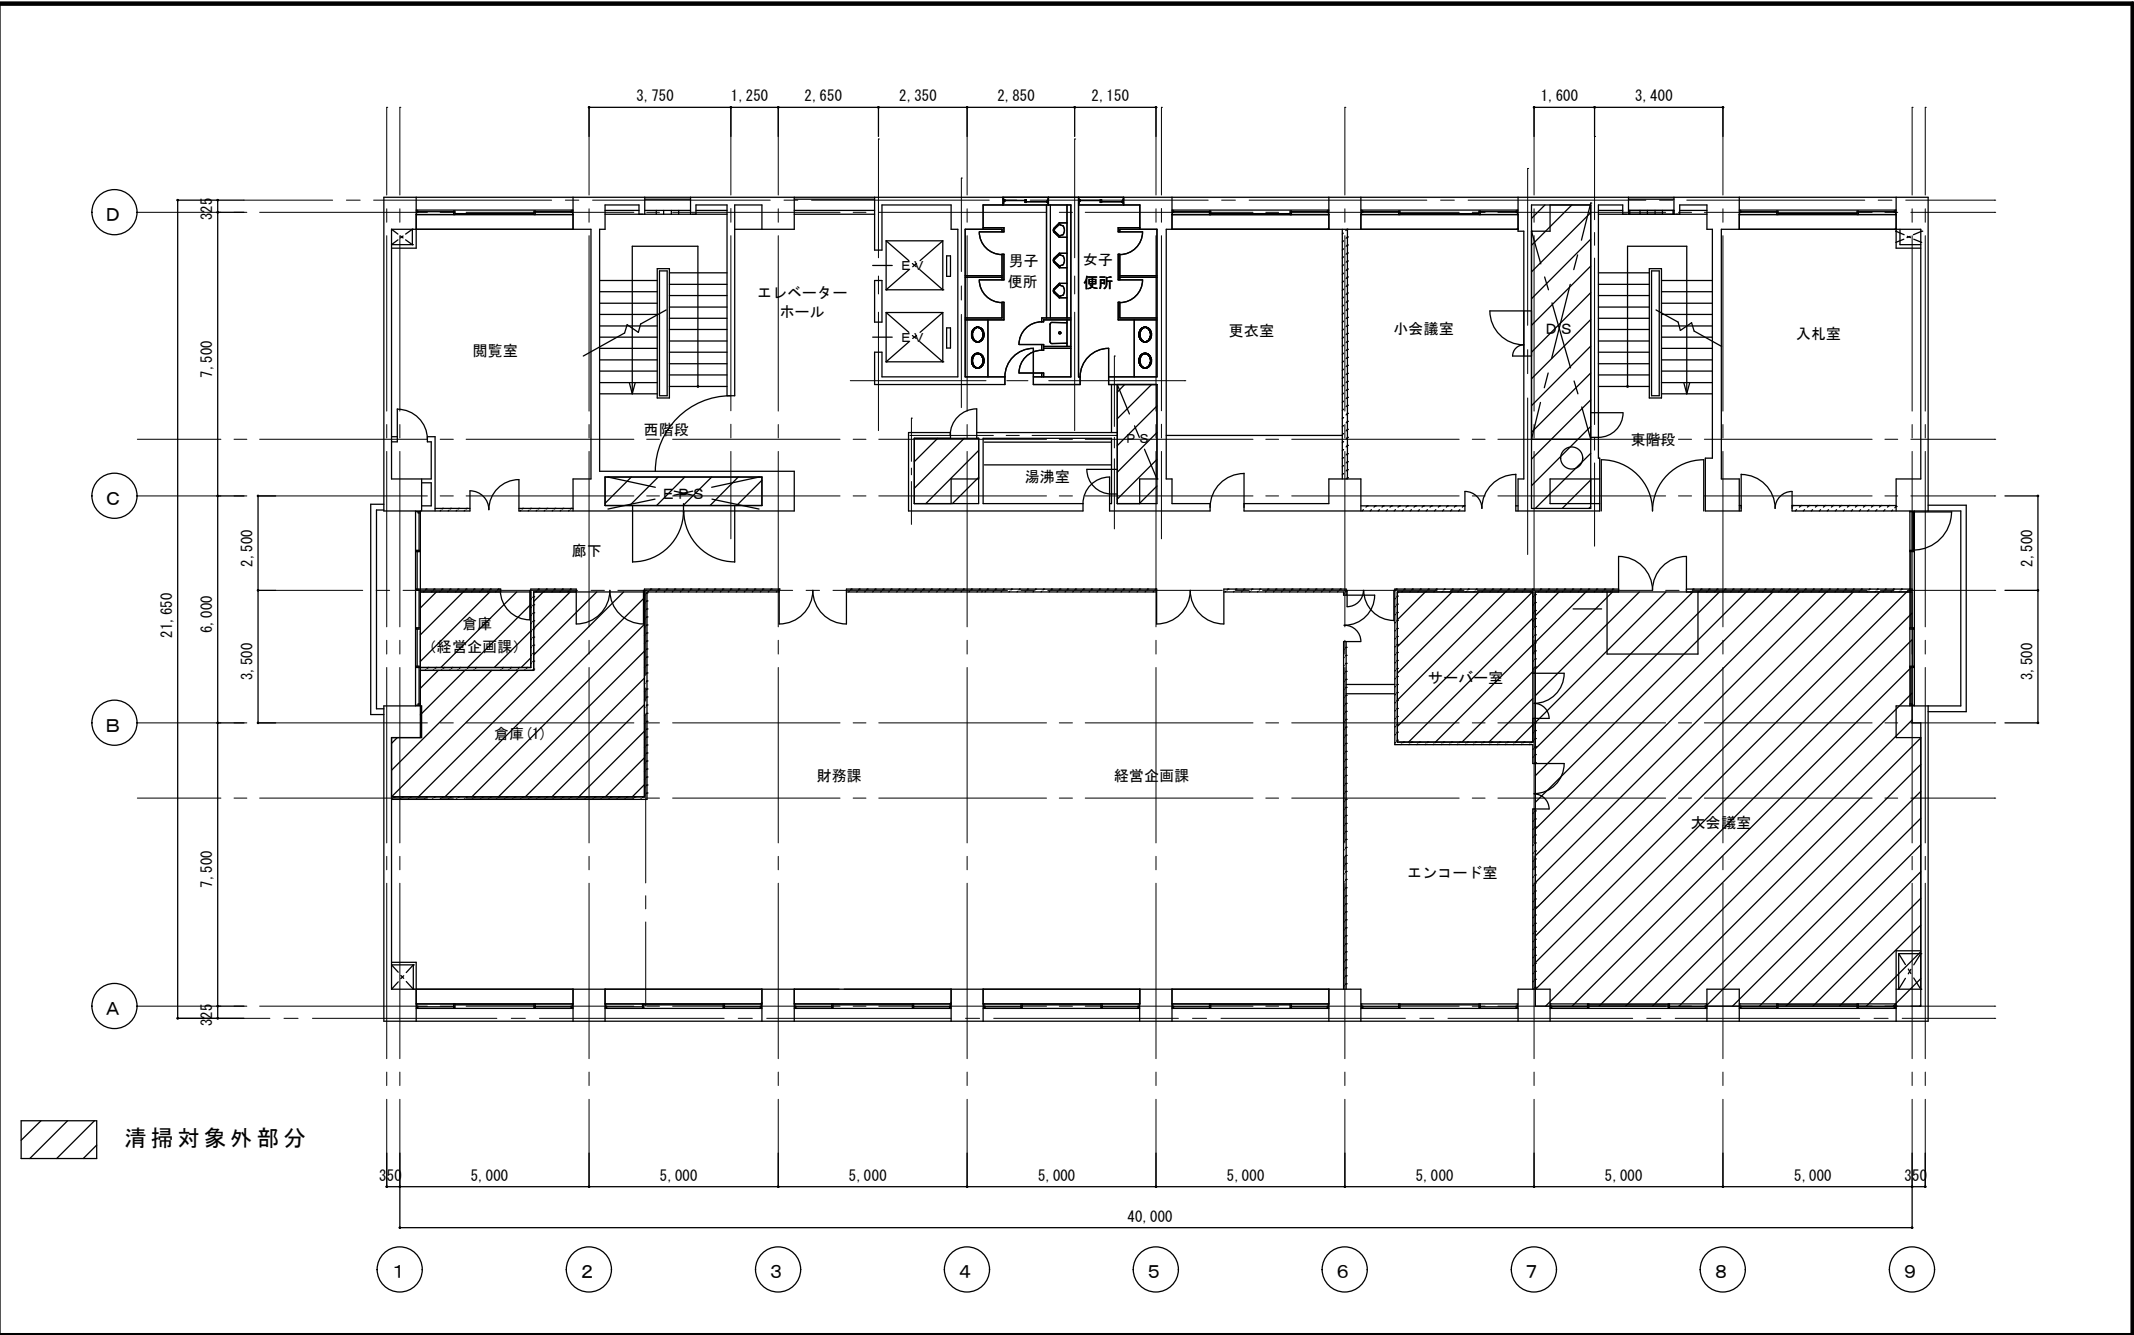 3,750 1,250 2,650 2,350 2,850 2,150 1,600 3,400
D
325
男子
便所
女子
便所
EV
エレベーター
ホール
EV
閲覧室
更衣室
小会議室
DS
入札室
7,500
西階段
PS
東階段
湯沸室
EPS
C
2,500
廊下
2,500
21,650
6,000
3,500
倉庫
(経営企画課)
サーバー室
3,500
B
倉庫(1)
財務課
経営企画課
大会議室
7,500
エンコード室
A
325
清掃対象外部分
350 5,000 5,000 5,000 5,000 5,000 5,000 5,000 5,000 350
40,000
1 2 3 4 5 6 7 8 9